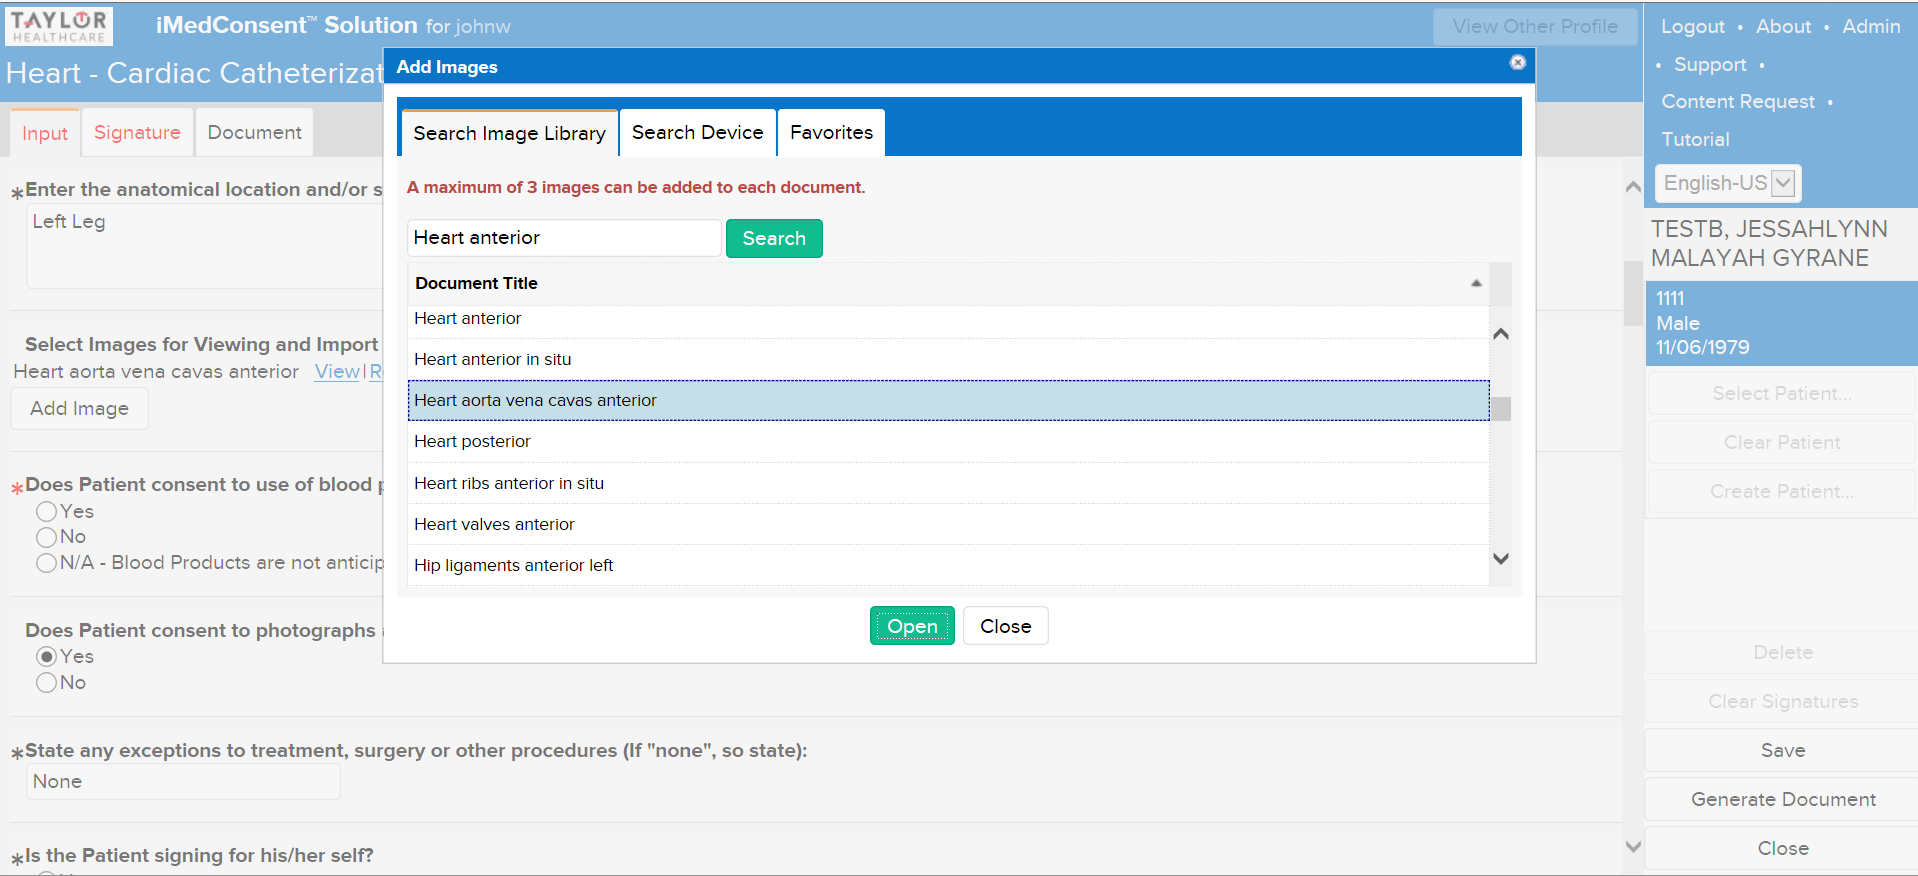 TAYLOR
HEALTHCARE
iMedConsent™ Solution for johnw
View Other Profile
Logout • About • Admin
• Support •
Content Request •
Tutorial
English-US
Heart - Cardiac Catheterizat
Input
Signature
Document
Add Images
Search Image Library
Search Device
Favorites
A maximum of 3 images can be added to each document.
Heart anterior
Search
Document Title
Heart anterior
Heart anterior in situ
Heart aorta vena cavas anterior
Heart posterior
Heart ribs anterior in situ
Heart valves anterior
Hip ligaments anterior left
Open
Close
*Enter the anatomical location and/or s
Left Leg
Select Images for Viewing and Import
Heart aorta vena cavas anterior View | R
Add Image
*Does Patient consent to use of blood p
Yes
No
N/A - Blood Products are not anticip
Does Patient consent to photographs
Yes
No
*State any exceptions to treatment, surgery or other procedures (If "none", so state):
None
*Is the Patient signing for his/her self?
TESTB, JESSAHLYNN
MALAYAH GYRANE
1111
Male
11/06/1979
Select Patient...
Clear Patient
Create Patient...
Delete
Clear Signatures
Save
Generate Document
Close